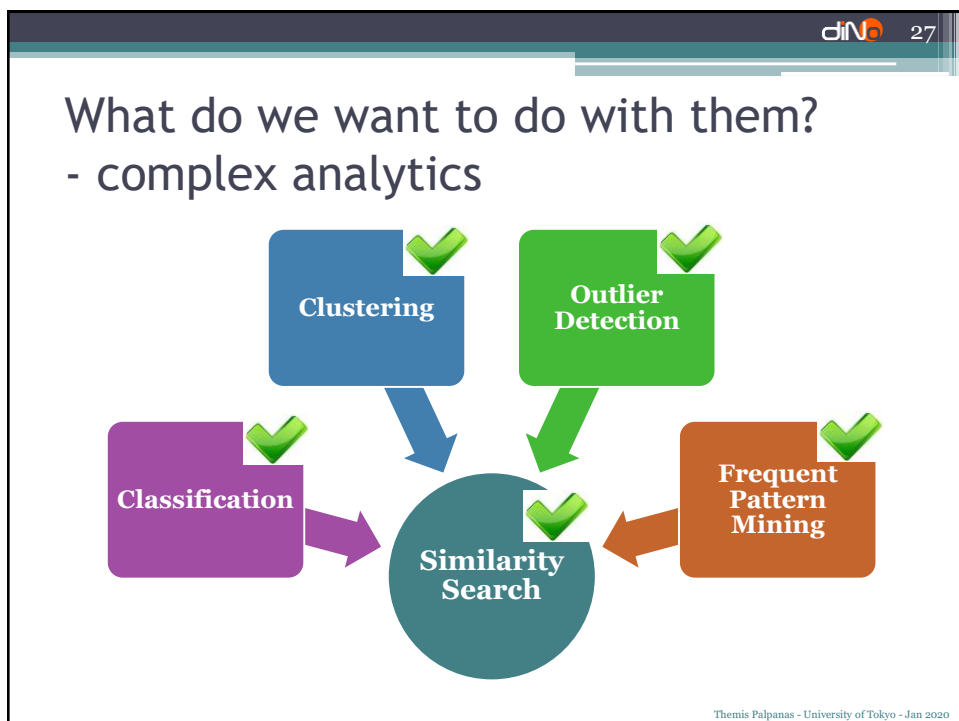 diNo 27
What do we want to do with them?
- complex analytics
Clustering
Outlier
Detection
Classification
Frequent
Pattern
Mining
Similarity
Search
Themis Palpanas - University of Tokyo - Jan 2020